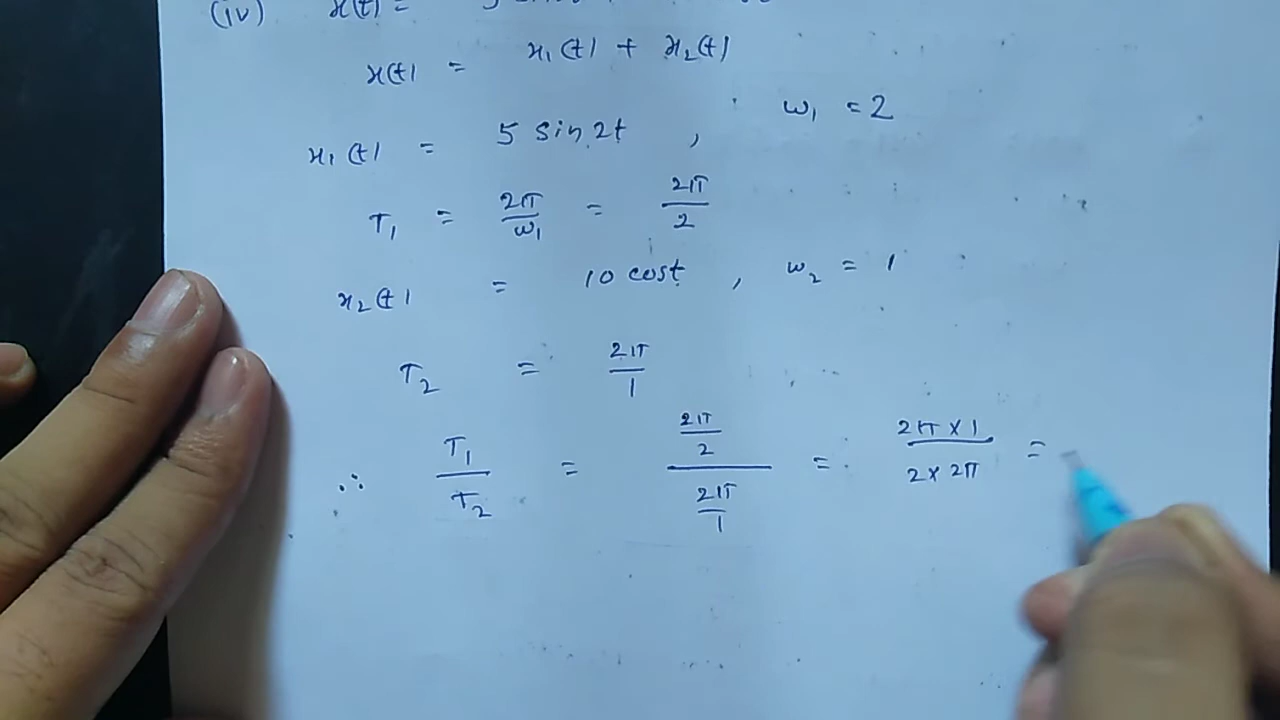 (iv) x(t) =
x(t) = x₁(t) + x₂(t)
x₁(t) = 5 sin 2t , ω₁ = 2
T₁ = 2π/ω₁ = 2π/2
x₂(t) = 10 cost , ω₂ = 1
T₂ = 2π/1
∴ T₁/T₂ = (2π/2)/(2π/1) = (2π × 1)/(2 × 2π) =